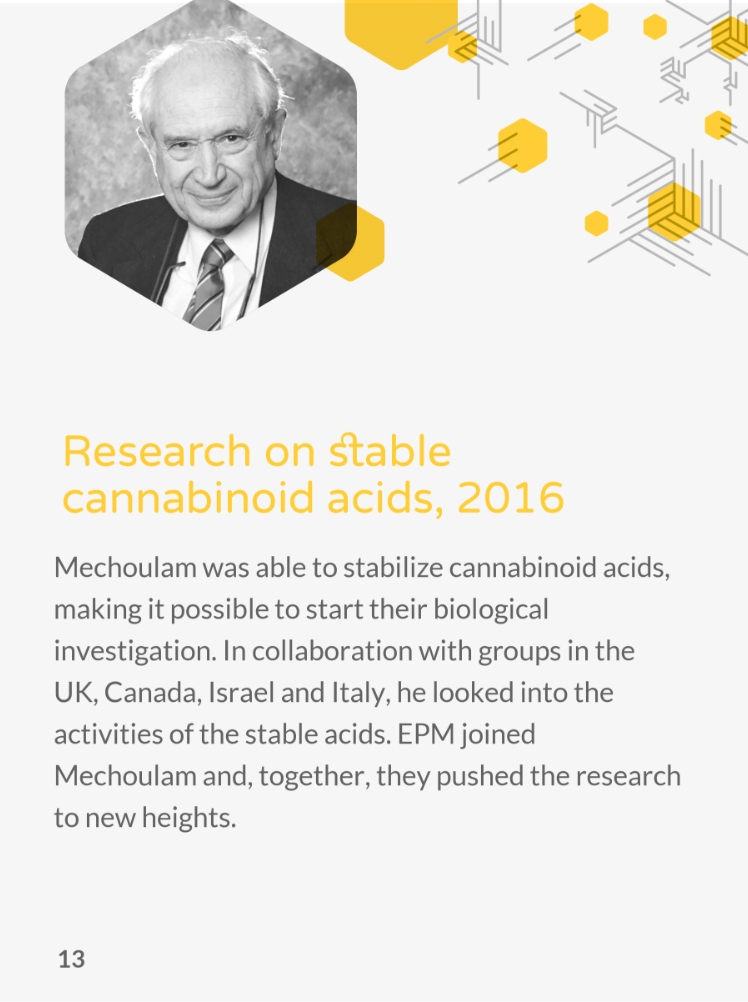 Research on stable
cannabinoid acids, 2016
Mechoulam was able to stabilize cannabinoid acids,
making it possible to start their biological
investigation. In collaboration with groups in the
UK, Canada, Israel and Italy, he looked into the
activities of the stable acids. EPM joined
Mechoulam and, together, they pushed the research
to new heights.
13